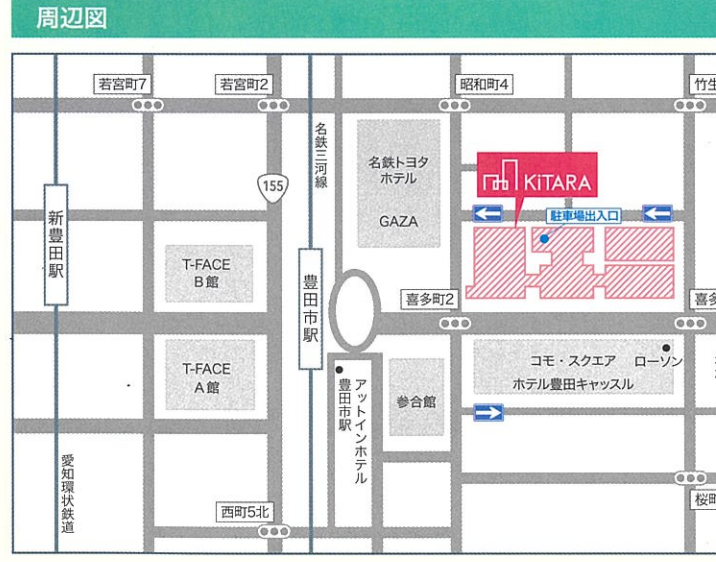 周辺図
若宮町7
若宮町2
昭和町4
竹生
名鉄三河線
155
名鉄トヨタ
ホテル
GAZA
KiTARA
駐車場出入口
新豊田駅
T-FACE
B館
豊田市駅
喜多町2
喜多
T-FACE
A館
アットインホテル
豊田市駅
参合館
コモ・スクエア
ローソン
ホテル豊田キャッスル
愛知環状鉄道
西町5北
桜町